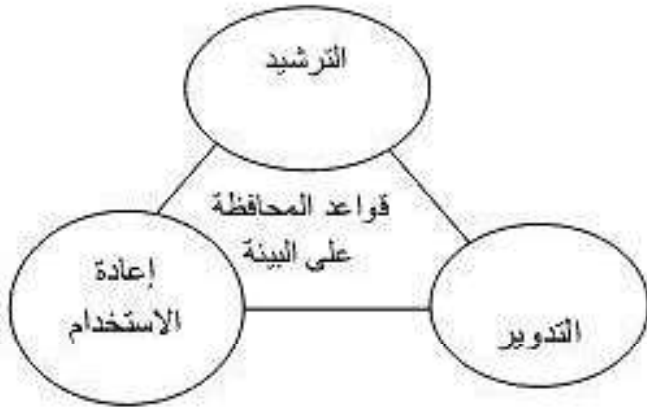 الترشيد
قواعد المحافظة
على البيئة
إعادة
الاستخدام
التدوير